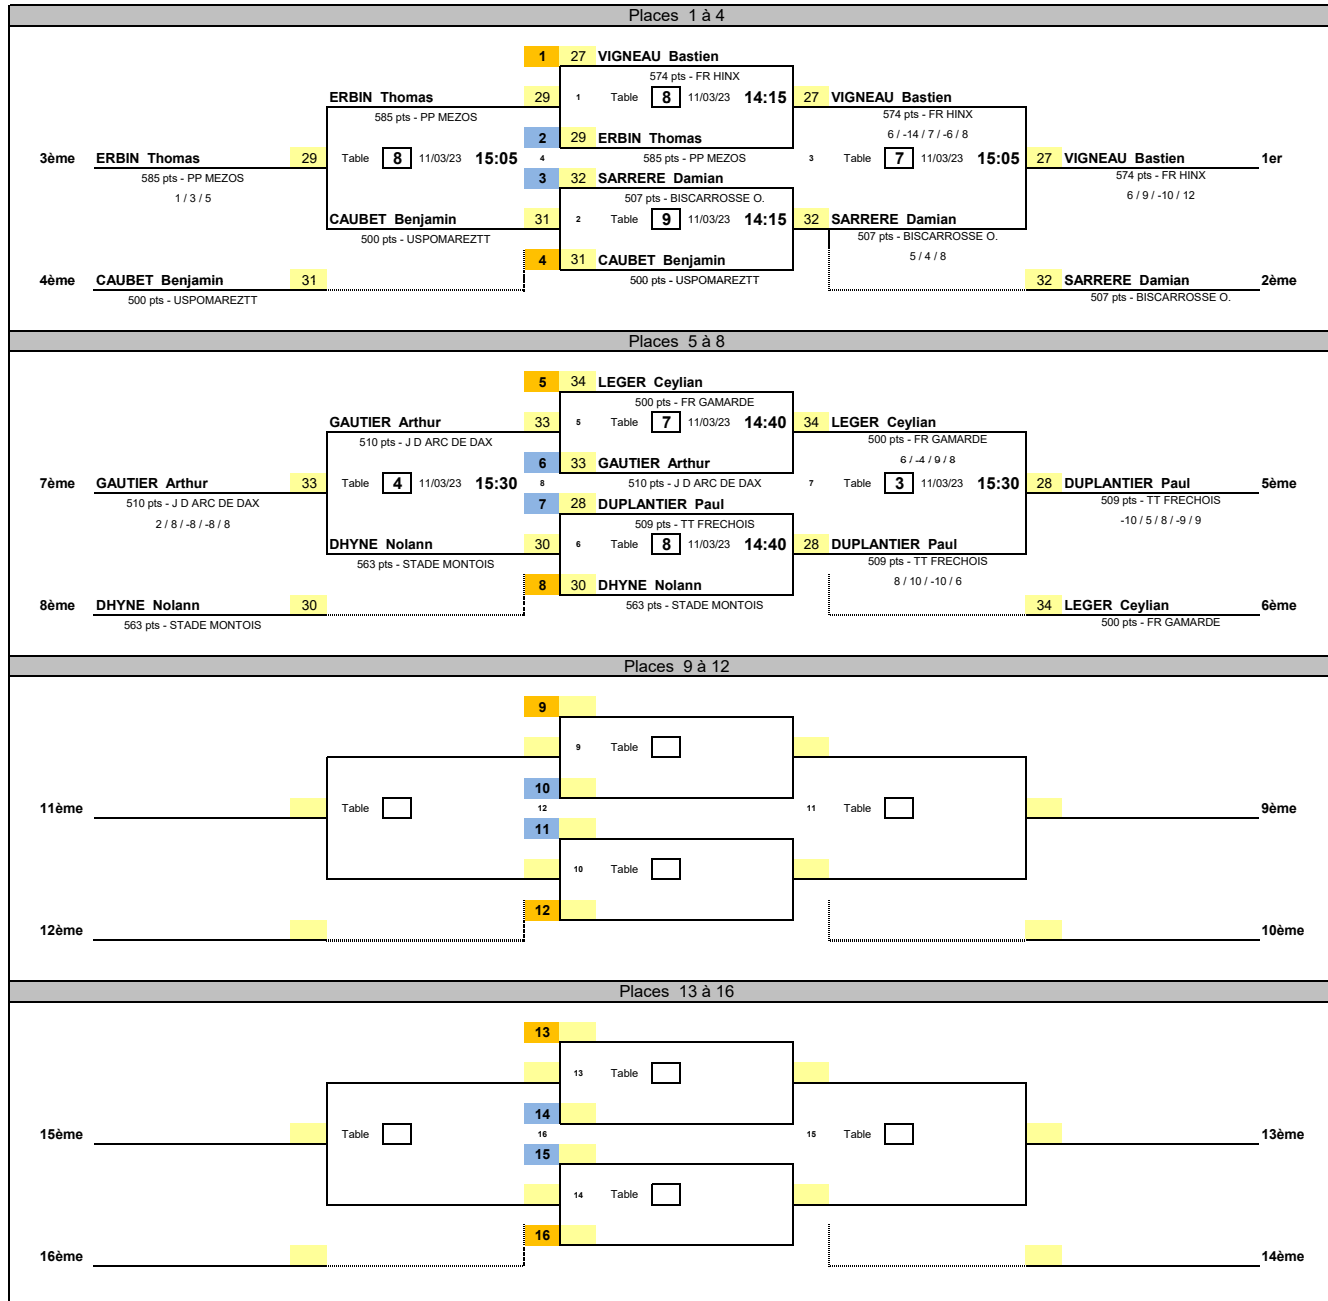 Places 1 à 4
1 27 VIGNEAU Bastien
574 pts - FR HINX
ERBIN Thomas 29 1 Table 8 11/03/23 14:15 27 VIGNEAU Bastien
585 pts - PP MEZOS 574 pts - FR HINX
6 / -14 / 7 / -6 / 8
2 29 ERBIN Thomas
3ème ERBIN Thomas 29 Table 8 11/03/23 15:05 4 585 pts - PP MEZOS 3 Table 7 11/03/23 15:05 27 VIGNEAU Bastien 1er
585 pts - PP MEZOS 3 32 SARRERE Damian 574 pts - FR HINX
1 / 3 / 5 507 pts - BISCARROSSE O. 6 / 9 / -10 / 12
CAUBET Benjamin 31 2 Table 9 11/03/23 14:15 32 SARRERE Damian
500 pts - USPOMAREZTT 507 pts - BISCARROSSE O.
4 31 CAUBET Benjamin 5 / 4 / 8
4ème CAUBET Benjamin 31 500 pts - USPOMAREZTT 32 SARRERE Damian 2ème
500 pts - USPOMAREZTT 507 pts - BISCARROSSE O.
Places 5 à 8
5 34 LEGER Ceylian
500 pts - FR GAMARDE
GAUTIER Arthur 33 5 Table 7 11/03/23 14:40 34 LEGER Ceylian
510 pts - J D ARC DE DAX 500 pts - FR GAMARDE
6 33 GAUTIER Arthur 6 / -4 / 9 / 8
7ème GAUTIER Arthur 33 Table 4 11/03/23 15:30 8 510 pts - J D ARC DE DAX 7 Table 3 11/03/23 15:30 28 DUPLANTIER Paul 5ème
510 pts - J D ARC DE DAX 7 28 DUPLANTIER Paul 509 pts - TT FRECHOIS
2 / 8 / -8 / -8 / 8 509 pts - TT FRECHOIS -10 / 5 / 8 / -9 / 9
DHYNE Nolann 30 6 Table 8 11/03/23 14:40 28 DUPLANTIER Paul
563 pts - STADE MONTOIS 509 pts - TT FRECHOIS
8 30 DHYNE Nolann 8 / 10 / -10 / 6
8ème DHYNE Nolann 30 563 pts - STADE MONTOIS 34 LEGER Ceylian 6ème
563 pts - STADE MONTOIS 500 pts - FR GAMARDE
Places 9 à 12
9
9 Table
10
11ème Table 12 11 Table 9ème
11
10 Table
12
12ème 10ème
Places 13 à 16
13
13 Table
14
15ème Table 16 15 Table 13ème
15
14 Table
16
16ème 14ème